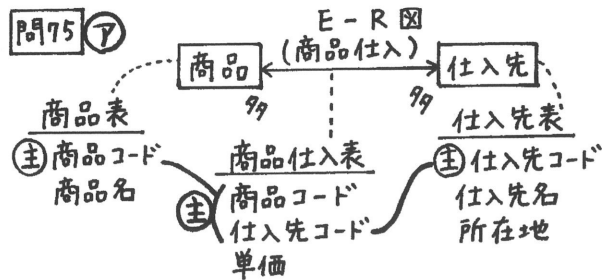 問75 ア
E-R図
商品 (商品仕入) 仕入先
多 多
商品表
主 商品コード
商品名
商品仕入表
主 商品コード
仕入先コード
単価
仕入先表
主 仕入先コード
仕入先名
所在地